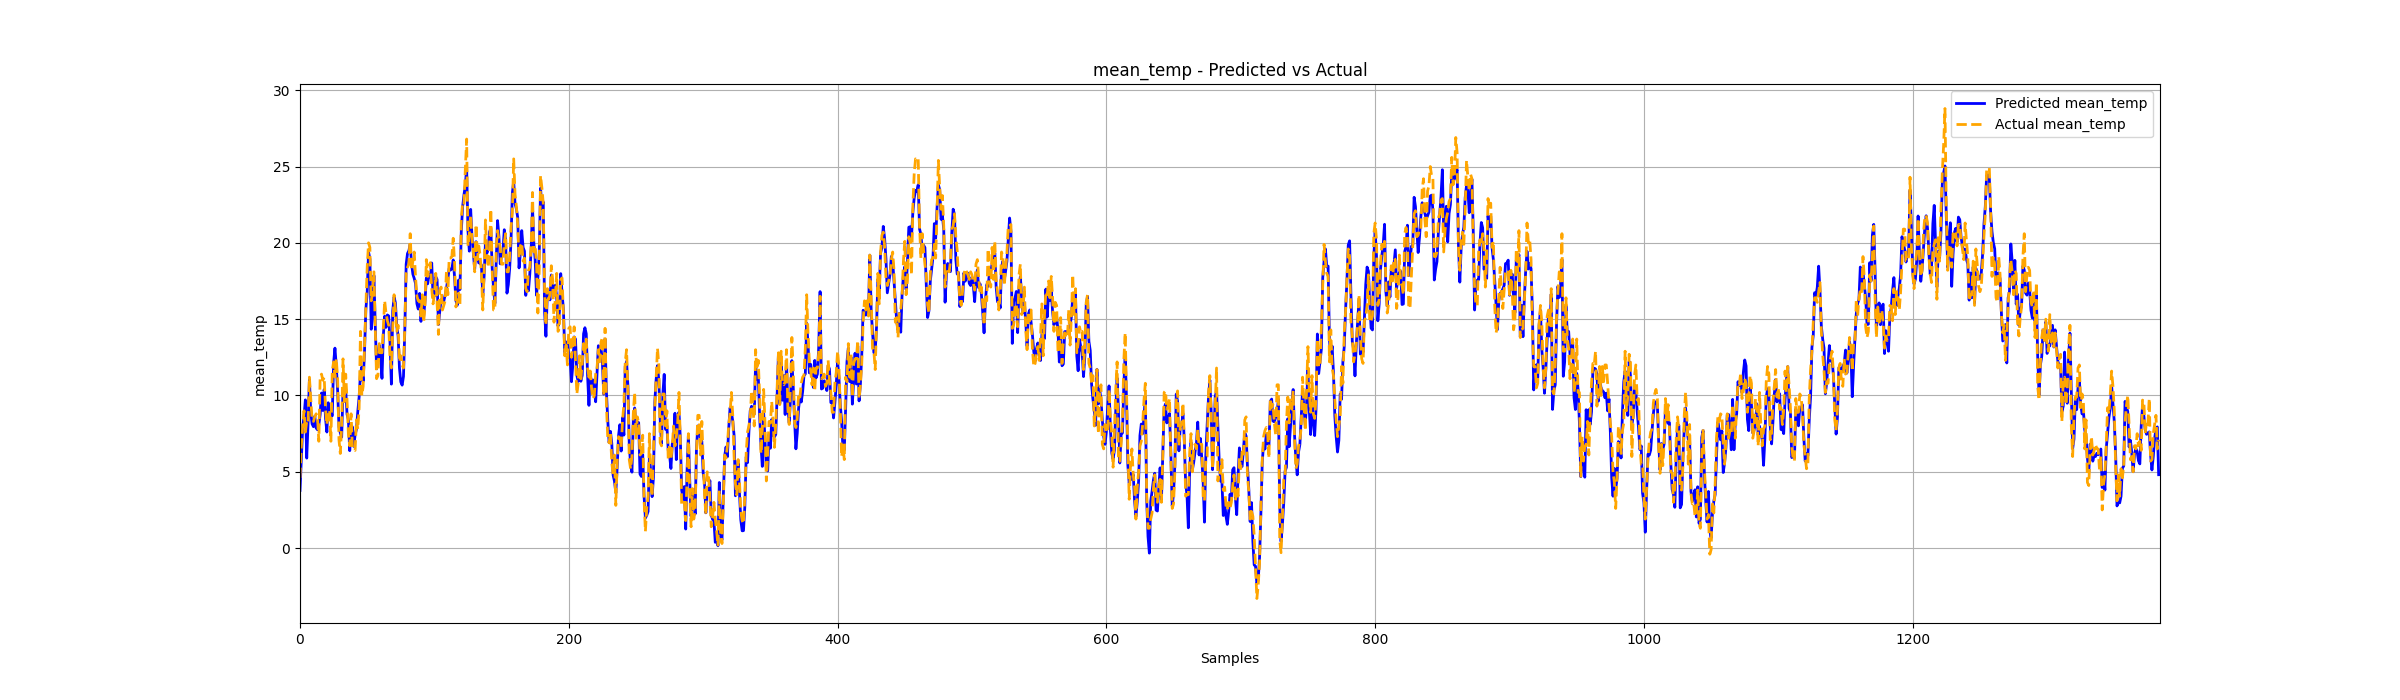 mean_temp - Predicted vs Actual
Predicted mean_temp
Actual mean_temp
mean_temp
30
25
20
15
10
5
0
0 200 400 600 800 1000 1200
Samples